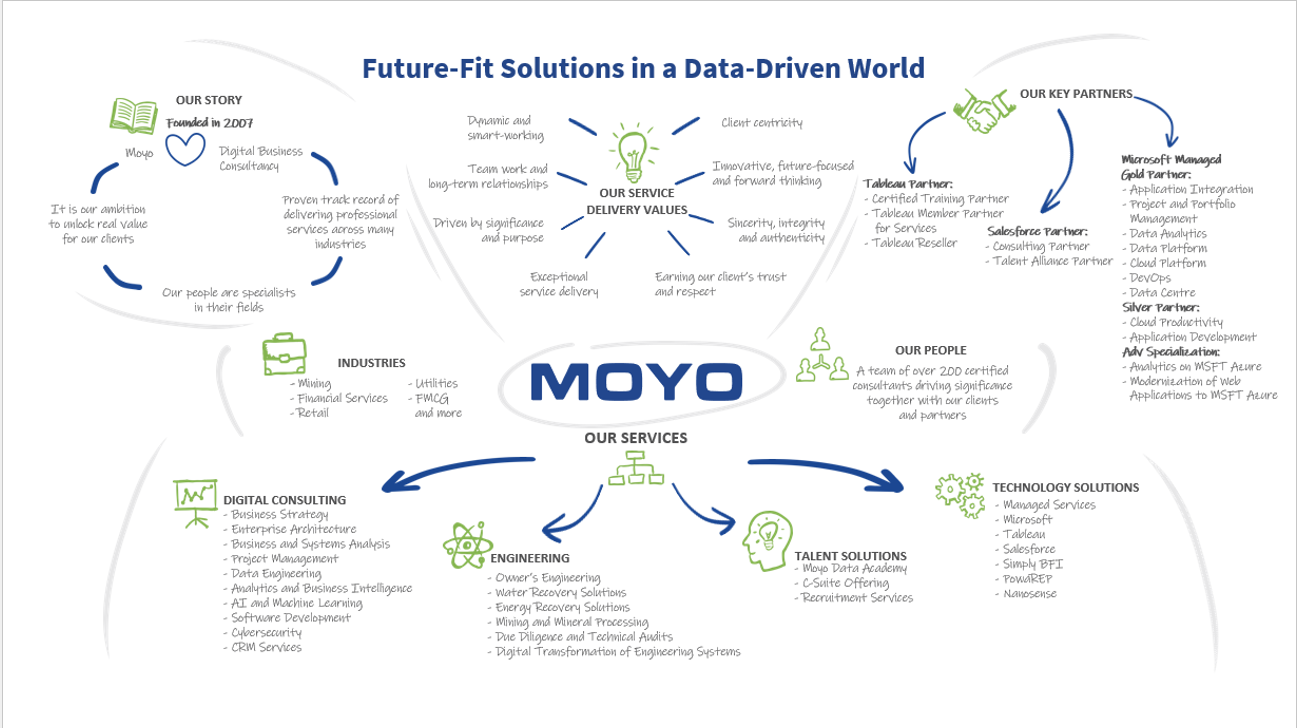 Future-Fit Solutions in a Data-Driven World
OUR STORY
Founded in 2007
Moyo
Digital Business
Consultancy
Proven track record of
delivering professional
services across many
industries
Our people are specialists
in their fields
It is our ambition
to unlock real value
for our clients
Dynamic and
smart-working
Team work and
long-term relationships
Driven by significance
and purpose
Exceptional
service delivery
OUR SERVICE
DELIVERY VALUES
Client centricity
Innovative, future-focused
and forward thinking
Sincerity, integrity
and authenticity
Earning our client's trust
and respect
OUR KEY PARTNERS
Tableau Partner:
- Certified Training Partner
- Tableau Member Partner
for Services
- Tableau Reseller
Salesforce Partner:
- Consulting Partner
- Talent Alliance Partner
Microsoft Managed
Gold Partner:
- Application Integration
- Project and Portfolio
Management
- Data Analytics
- Data Platform
- Cloud Platform
- DevOps
- Data Centre
Silver Partner:
- Cloud Productivity
- Application Development
Adv Specialization:
- Analytics on MSFT Azure
- Modernization of Web
Applications to MSFT Azure
INDUSTRIES
- Mining
- Financial Services
- Retail
- Utilities
- FMCG
and more
MOYO
OUR PEOPLE
A team of over 200 certified
consultants driving significance
together with our clients
and partners
OUR SERVICES
DIGITAL CONSULTING
- Business Strategy
- Enterprise Architecture
- Business and Systems Analysis
- Project Management
- Data Engineering
- Analytics and Business Intelligence
- AI and Machine Learning
- Software Development
- Cybersecurity
- CRM Services
ENGINEERING
- Owner's Engineering
- Water Recovery Solutions
- Energy Recovery Solutions
- Mining and Mineral Processing
- Due Diligence and Technical Audits
- Digital Transformation of Engineering Systems
TALENT SOLUTIONS
- Moyo Data Academy
- C-Suite Offering
- Recruitment Services
TECHNOLOGY SOLUTIONS
- Managed Services
- Microsoft
- Tableau
- Salesforce
- Simply BFI
- PowaREP
- Nanosense